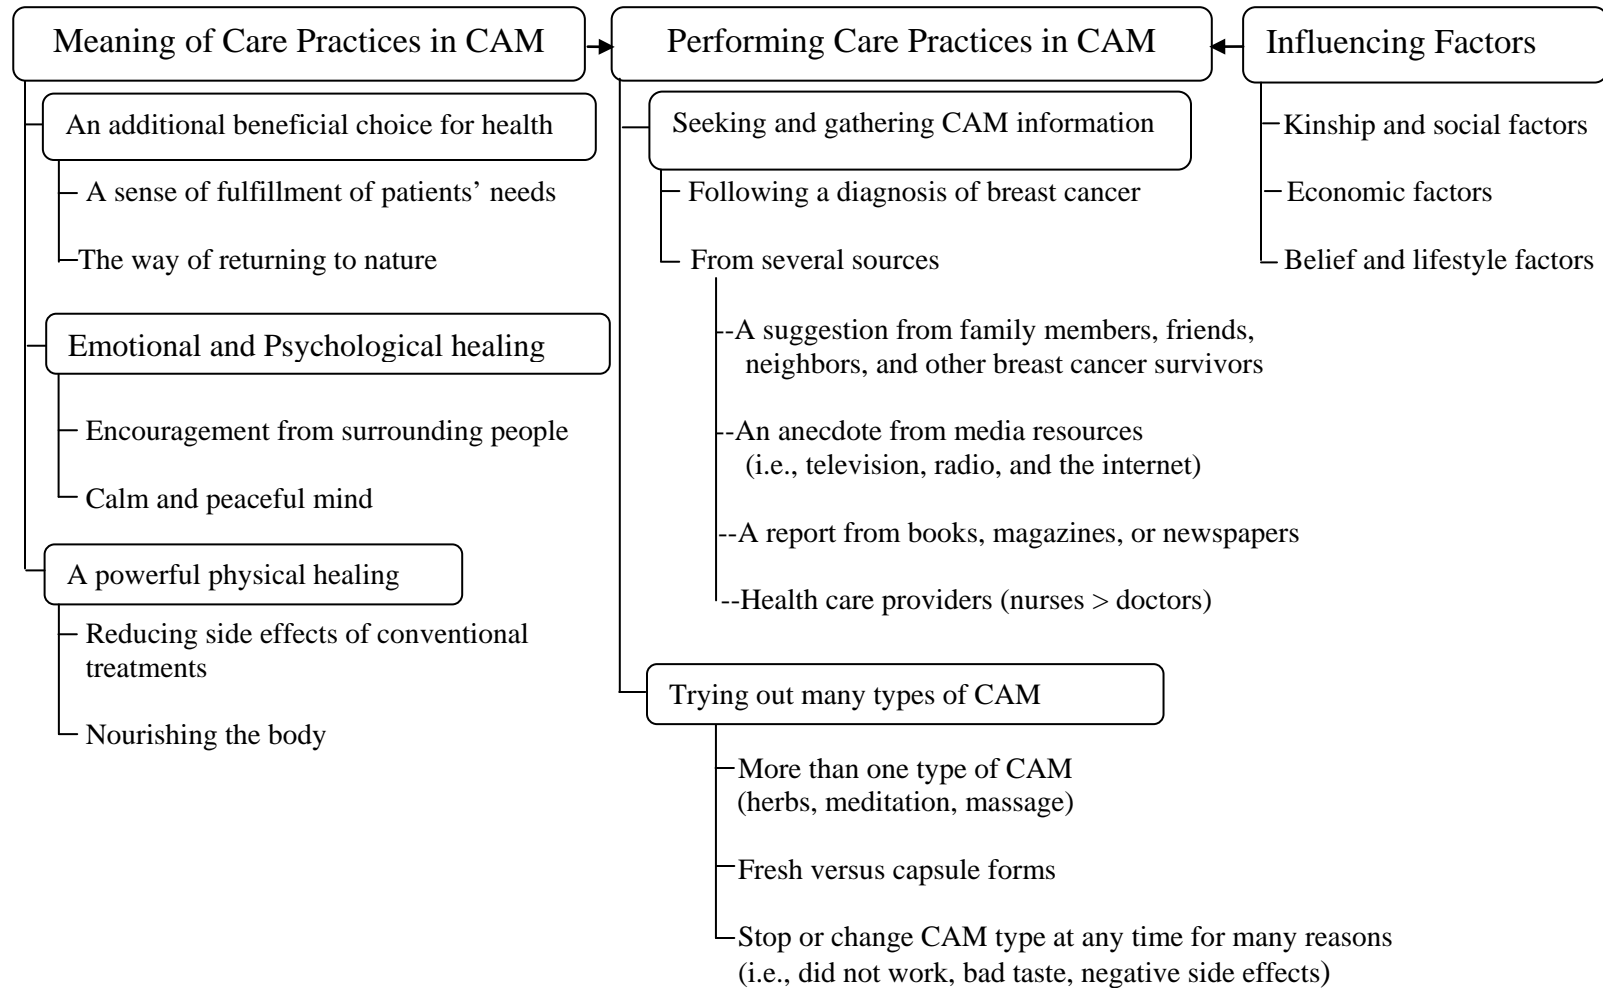 Meaning of Care Practices in CAM
An additional beneficial choice for health
A sense of fulfillment of patients’ needs
The way of returning to nature
Emotional and Psychological healing
Encouragement from surrounding people
Calm and peaceful mind
A powerful physical healing
Reducing side effects of conventional
treatments
Nourishing the body
Performing Care Practices in CAM
Seeking and gathering CAM information
Following a diagnosis of breast cancer
From several sources
--A suggestion from family members, friends,
neighbors, and other breast cancer survivors
--An anecdote from media resources
(i.e., television, radio, and the internet)
--A report from books, magazines, or newspapers
--Health care providers (nurses > doctors)
Trying out many types of CAM
More than one type of CAM
(herbs, meditation, massage)
Fresh versus capsule forms
Stop or change CAM type at any time for many reasons
(i.e., did not work, bad taste, negative side effects)
Influencing Factors
Kinship and social factors
Economic factors
Belief and lifestyle factors